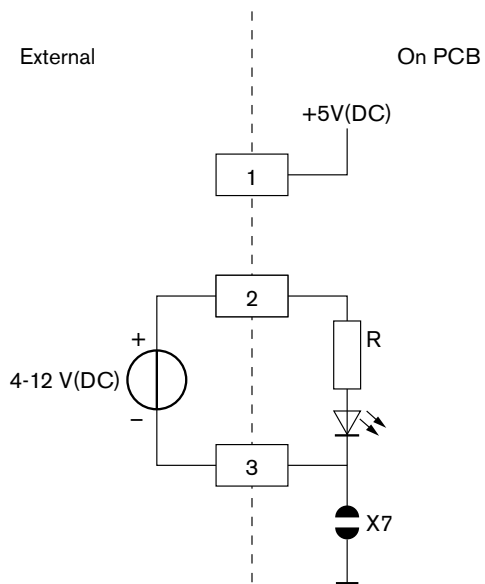 External
On PCB
+5V(DC)
1
2
+
R
4-12 V(DC)
–
3
X7